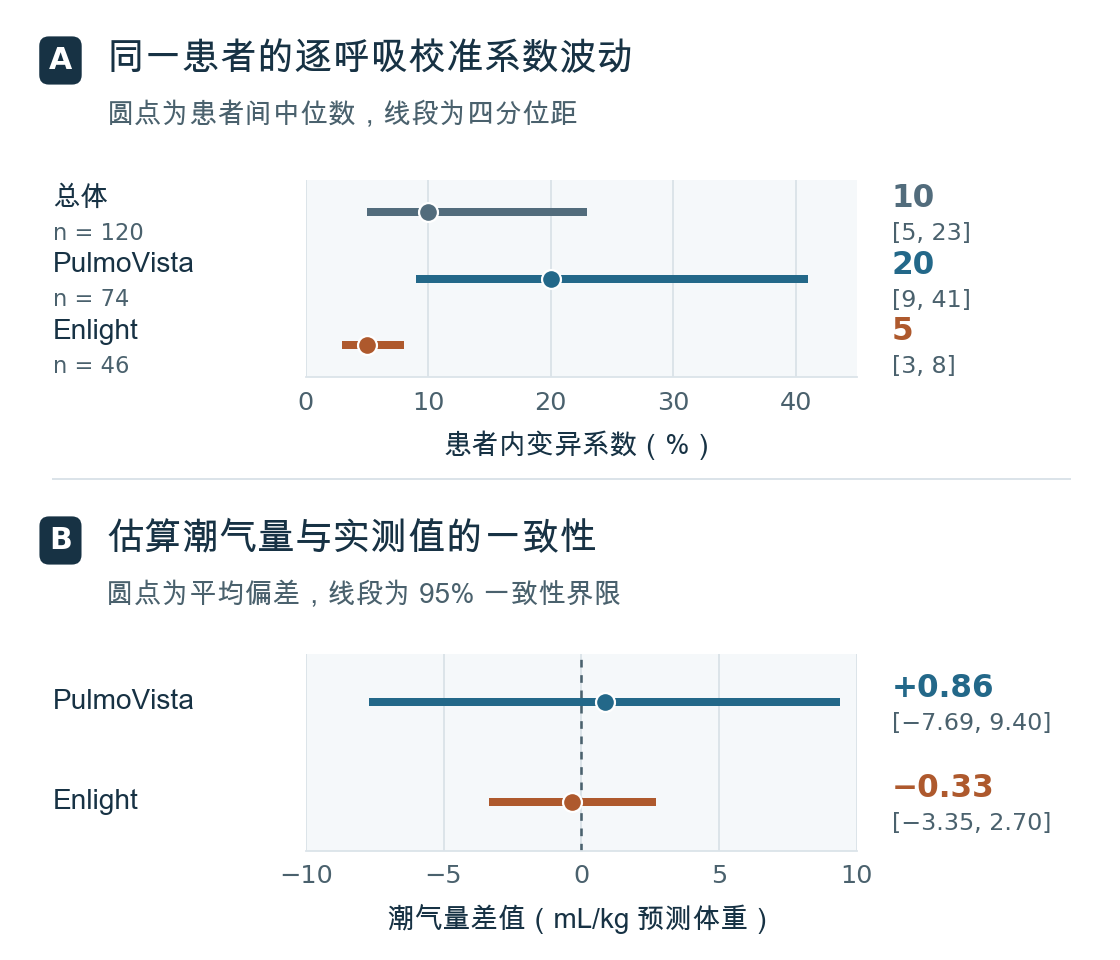 A 同一患者的逐呼吸校准系数波动
圆点为患者间中位数，线段为四分位距
总体
n = 120
10
[5, 23]
PulmoVista
n = 74
20
[9, 41]
Enlight
n = 46
5
[3, 8]
0 10 20 30 40
患者内变异系数（%）
B 估算潮气量与实测值的一致性
圆点为平均偏差，线段为 95% 一致性界限
PulmoVista
+0.86
[−7.69, 9.40]
Enlight
−0.33
[−3.35, 2.70]
−10 −5 0 5 10
潮气量差值（mL/kg 预测体重）